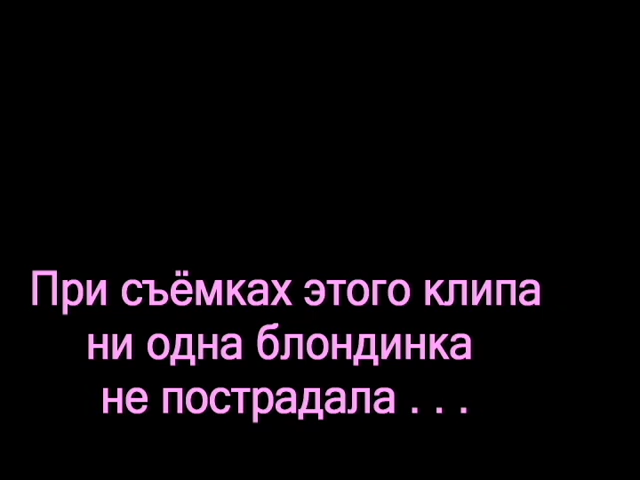 При съёмках этого клипа
ни одна блондинка
не пострадала . . .